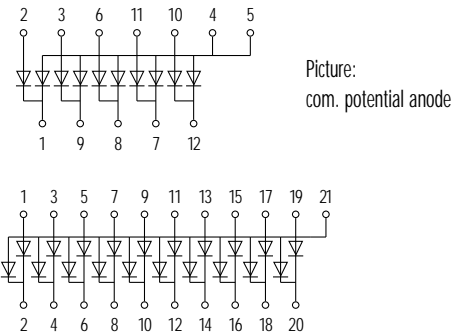 2 3 6 11 10 4 5
Picture:
com. potential anode
1 9 8 7 12
1 3 5 7 9 11 13 15 17 19 21
2 4 6 8 10 12 14 16 18 20